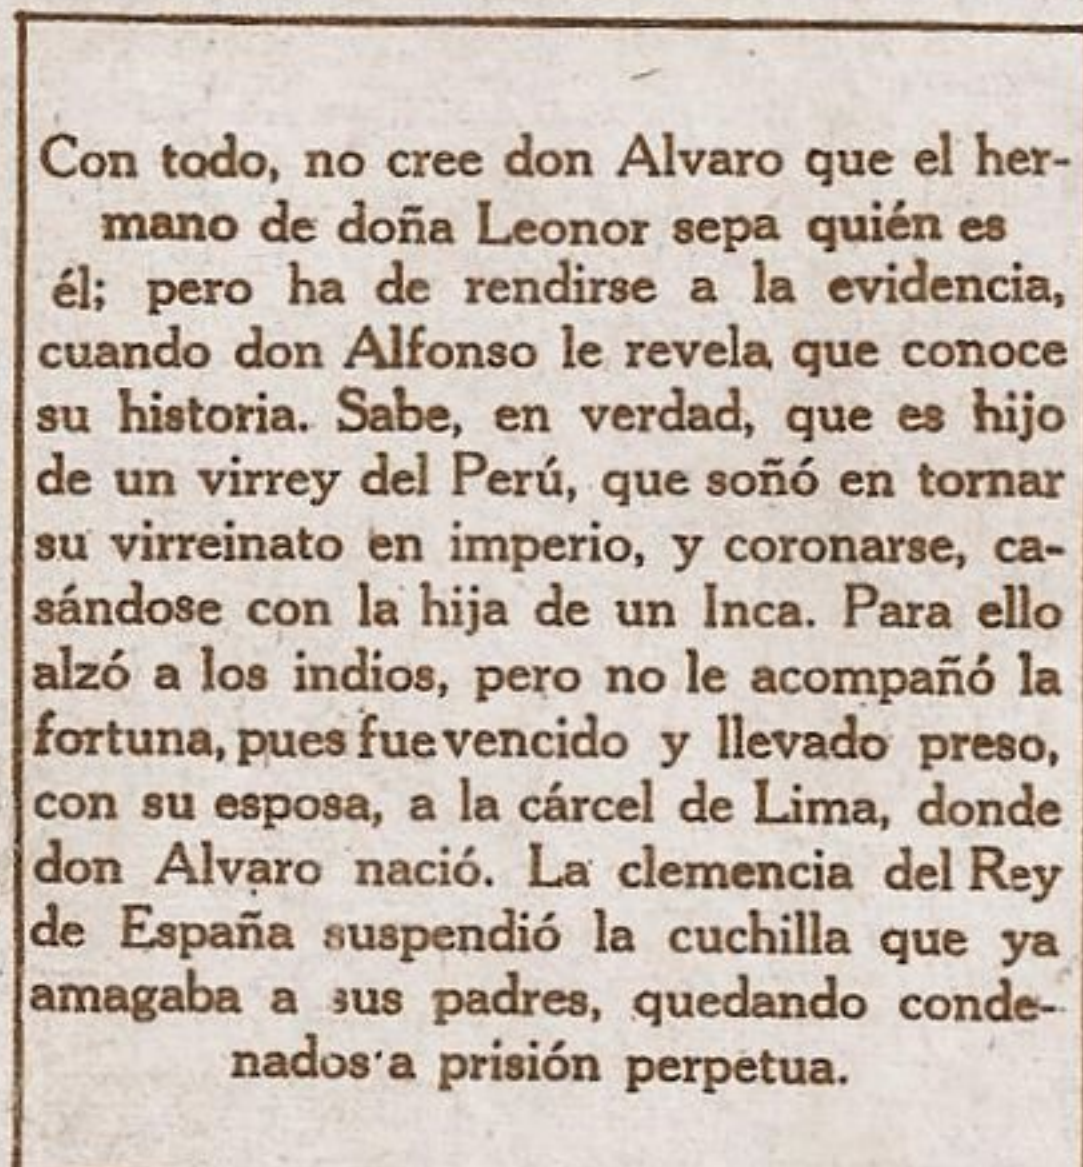 Con todo, no cree don Alvaro que el her-
mano de doña Leonor sepa quién es
él; pero ha de rendirse a la evidencia,
cuando don Alfonso le revela que conoce
su historia. Sabe, en verdad, que es hijo
de un virrey del Perú, que soñó en tornar
su virreinato en imperio, y coronarse, ca-
sándose con la hija de un Inca. Para ello
alzó a los indios, pero no le acompañó la
fortuna, pues fue vencido y llevado preso,
con su esposa, a la cárcel de Lima, donde
don Alvaro nació. La clemencia del Rey
de España suspendió la cuchilla que ya
amagaba a sus padres, quedando conde-
nados a prisión perpetua.